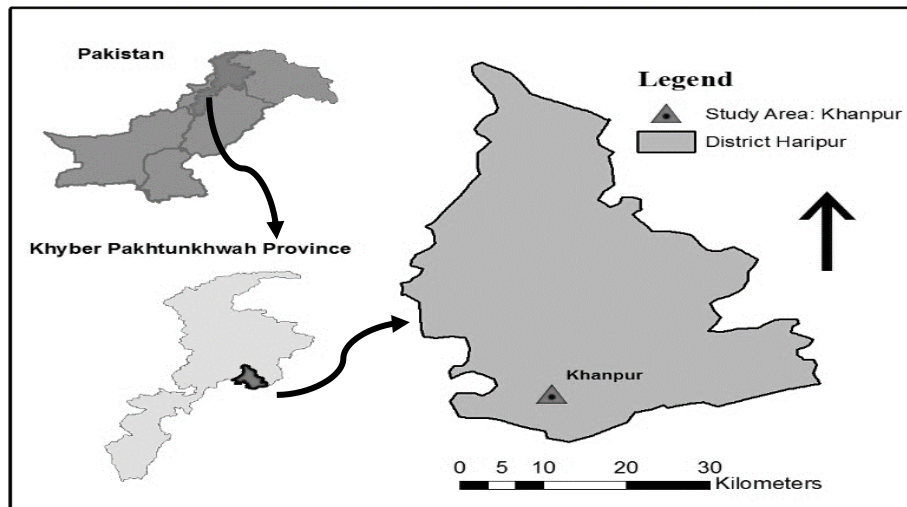 Pakistan
Khyber Pakhtunkhwah Province
Legend
Study Area: Khanpur
District Haripur
Khanpur
0 5 10 20 30
Kilometers